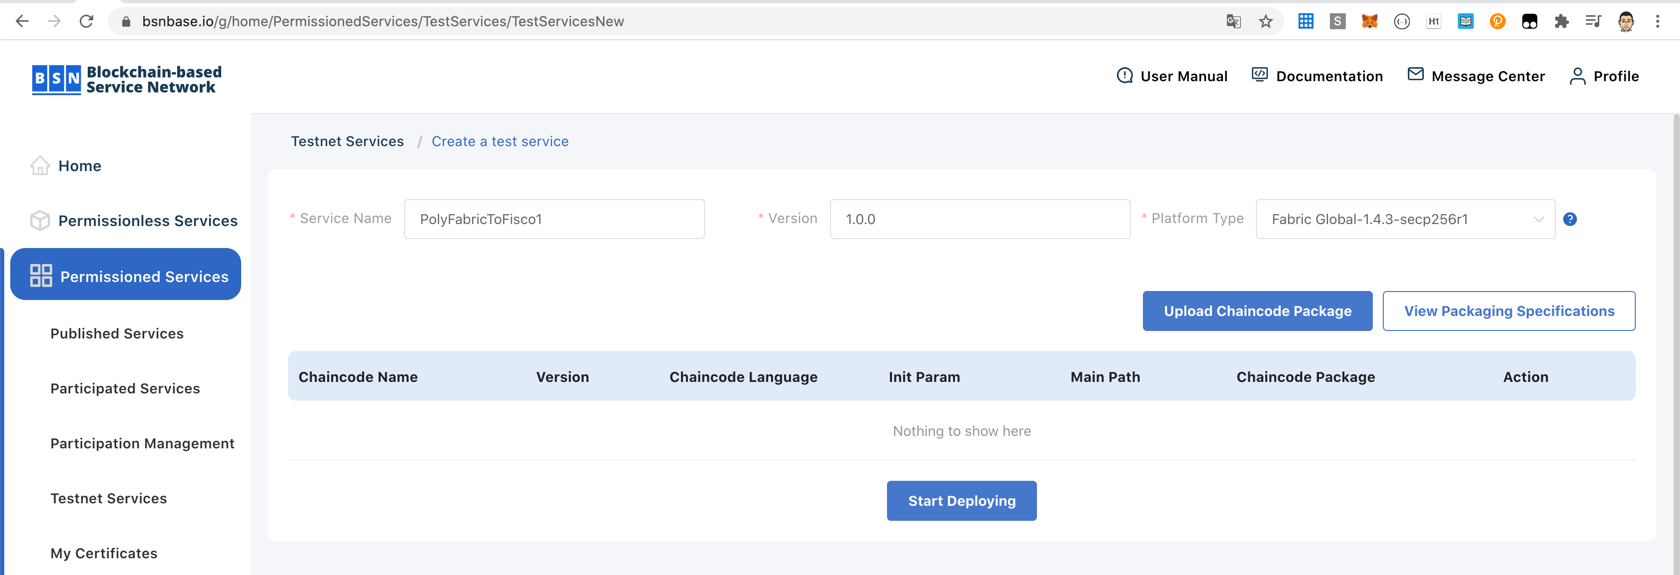 bsnbase.io/g/home/PermissionedServices/TestServices/TestServicesNew
S
H1
BSN Blockchain-based
Service Network
User Manual
Documentation
Message Center
Profile
Home
Permissionless Services
Permissioned Services
Published Services
Participated Services
Participation Management
Testnet Services
My Certificates
Testnet Services / Create a test service
* Service Name PolyFabricToFisco1
* Version 1.0.0
* Platform Type Fabric Global-1.4.3-secp256r1 ?
Upload Chaincode Package
View Packaging Specifications
Chaincode Name Version Chaincode Language Init Param Main Path Chaincode Package Action
Nothing to show here
Start Deploying